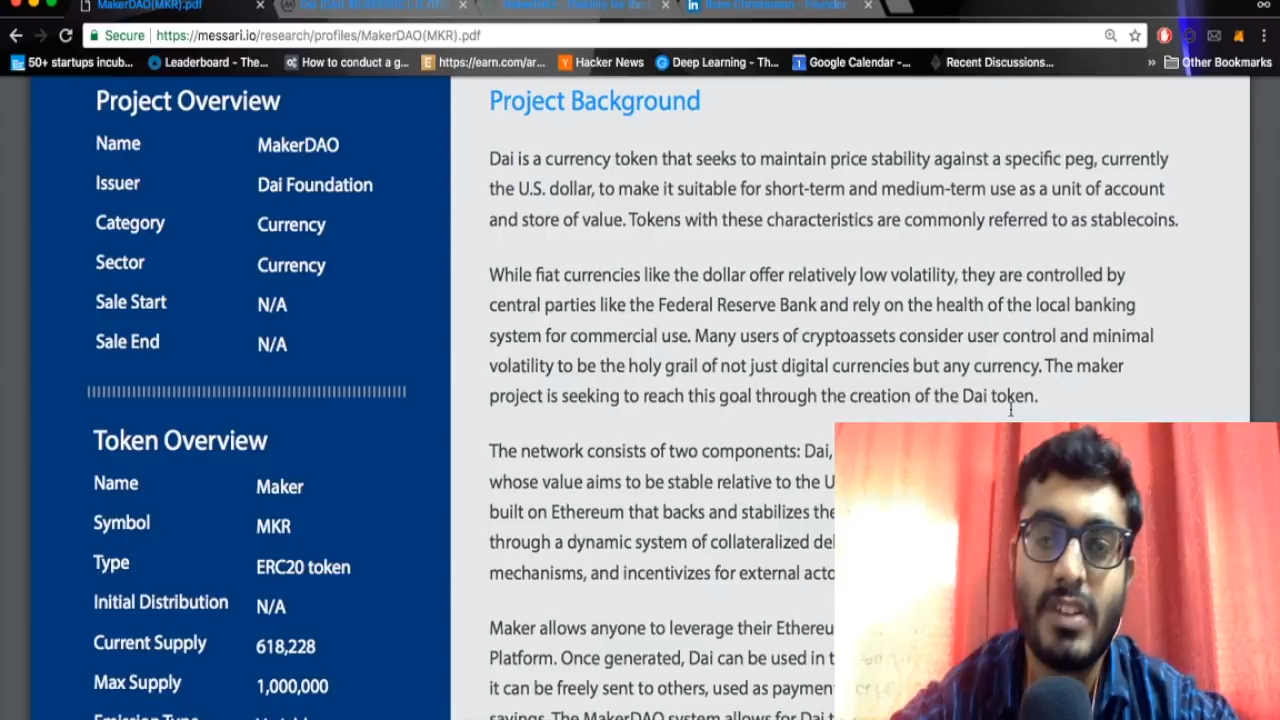 MakerDAO(MKR).pdf
Secure | https://messari.io/research/profiles/MakerDAO(MKR).pdf
50+ startups incub... Leaderboard - The... How to conduct a g... https://earn.com/ar... Hacker News Deep Learning - Th... Google Calendar -... Recent Discussions... » Other Bookmarks
Project Overview
Name MakerDAO
Issuer Dai Foundation
Category Currency
Sector Currency
Sale Start N/A
Sale End N/A
Token Overview
Name Maker
Symbol MKR
Type ERC20 token
Initial Distribution N/A
Current Supply 618,228
Max Supply 1,000,000
Project Background
Dai is a currency token that seeks to maintain price stability against a specific peg, currently
the U.S. dollar, to make it suitable for short-term and medium-term use as a unit of account
and store of value. Tokens with these characteristics are commonly referred to as stablecoins.
While fiat currencies like the dollar offer relatively low volatility, they are controlled by
central parties like the Federal Reserve Bank and rely on the health of the local banking
system for commercial use. Many users of cryptoassets consider user control and minimal
volatility to be the holy grail of not just digital currencies but any currency. The maker
project is seeking to reach this goal through the creation of the Dai token.
The network consists of two components: Dai,
whose value aims to be stable relative to the U
built on Ethereum that backs and stabilizes the
through a dynamic system of collateralized de
mechanisms, and incentivizes for external acto
Maker allows anyone to leverage their Ethereu
Platform. Once generated, Dai can be used in t
it can be freely sent to others, used as paymen
savings. The MakerDAO system allows for Dai t